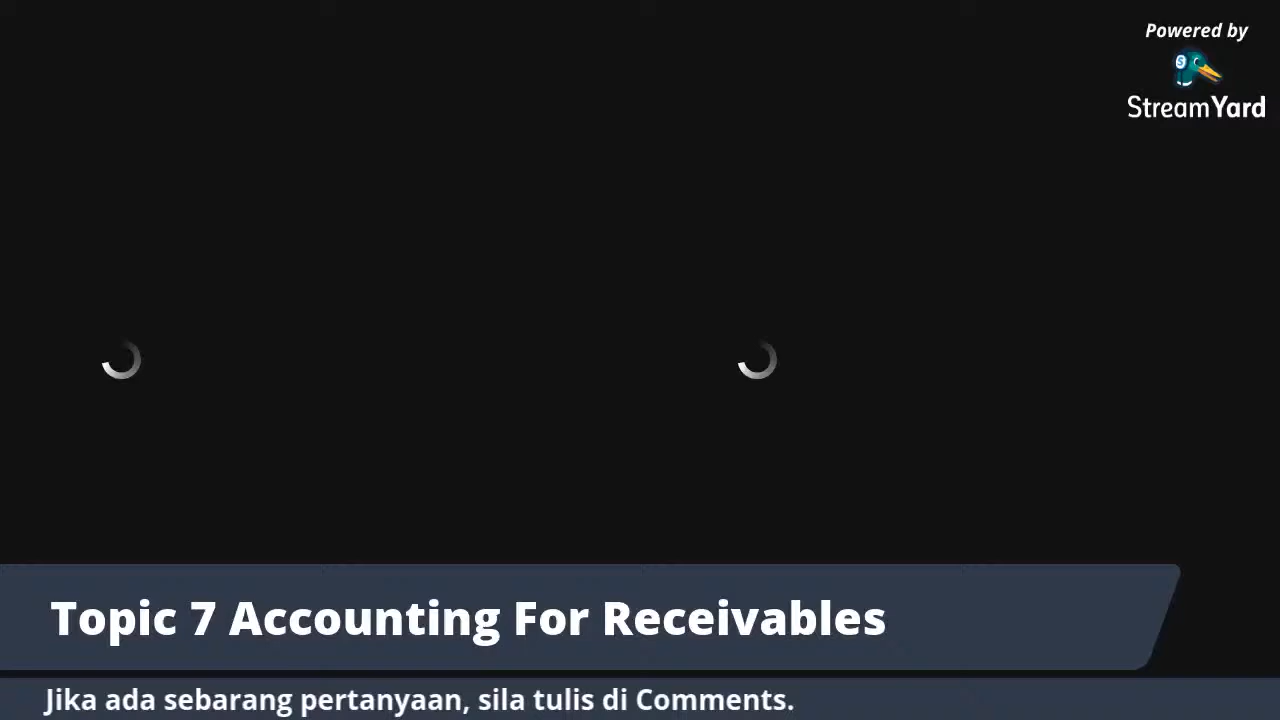 Powered by
S
StreamYard
Topic 7 Accounting For Receivables
Jika ada sebarang pertanyaan, sila tulis di Comments.